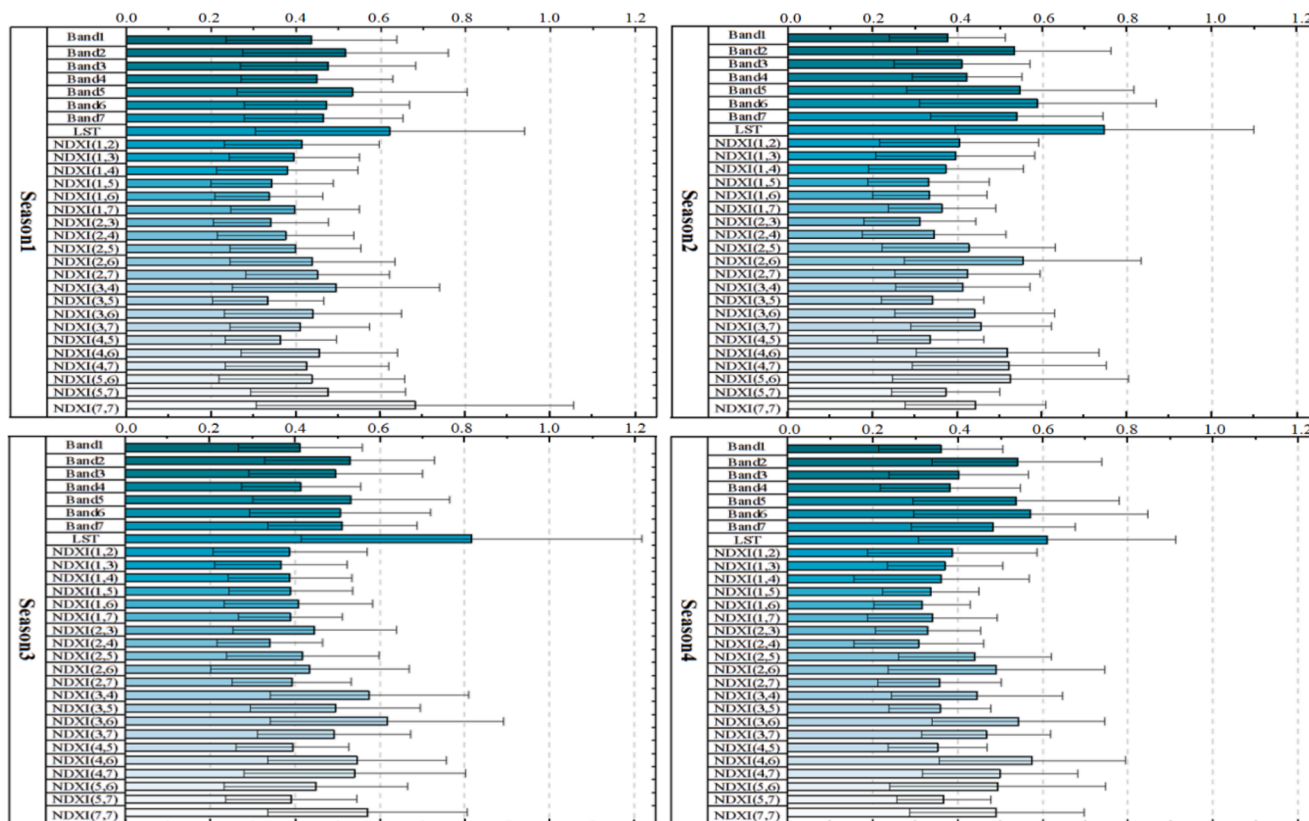 0.0 0.2 0.4 0.6 0.8 1.0 1.2
Season1
Band1
Band2
Band3
Band4
Band5
Band6
Band7
LST
NDXI(1,2)
NDXI(1,3)
NDXI(1,4)
NDXI(1,5)
NDXI(1,6)
NDXI(1,7)
NDXI(2,3)
NDXI(2,4)
NDXI(2,5)
NDXI(2,6)
NDXI(2,7)
NDXI(3,4)
NDXI(3,5)
NDXI(3,6)
NDXI(3,7)
NDXI(4,5)
NDXI(4,6)
NDXI(4,7)
NDXI(5,6)
NDXI(5,7)
NDXI(7,7)
0.0 0.2 0.4 0.6 0.8 1.0 1.2
Season2
Band1
Band2
Band3
Band4
Band5
Band6
Band7
LST
NDXI(1,2)
NDXI(1,3)
NDXI(1,4)
NDXI(1,5)
NDXI(1,6)
NDXI(1,7)
NDXI(2,3)
NDXI(2,4)
NDXI(2,5)
NDXI(2,6)
NDXI(2,7)
NDXI(3,4)
NDXI(3,5)
NDXI(3,6)
NDXI(3,7)
NDXI(4,5)
NDXI(4,6)
NDXI(4,7)
NDXI(5,6)
NDXI(5,7)
NDXI(7,7)
0.0 0.2 0.4 0.6 0.8 1.0 1.2
Season3
Band1
Band2
Band3
Band4
Band5
Band6
Band7
LST
NDXI(1,2)
NDXI(1,3)
NDXI(1,4)
NDXI(1,5)
NDXI(1,6)
NDXI(1,7)
NDXI(2,3)
NDXI(2,4)
NDXI(2,5)
NDXI(2,6)
NDXI(2,7)
NDXI(3,4)
NDXI(3,5)
NDXI(3,6)
NDXI(3,7)
NDXI(4,5)
NDXI(4,6)
NDXI(4,7)
NDXI(5,6)
NDXI(5,7)
NDXI(7,7)
0.0 0.2 0.4 0.6 0.8 1.0 1.2
Season4
Band1
Band2
Band3
Band4
Band5
Band6
Band7
LST
NDXI(1,2)
NDXI(1,3)
NDXI(1,4)
NDXI(1,5)
NDXI(1,6)
NDXI(1,7)
NDXI(2,3)
NDXI(2,4)
NDXI(2,5)
NDXI(2,6)
NDXI(2,7)
NDXI(3,4)
NDXI(3,5)
NDXI(3,6)
NDXI(3,7)
NDXI(4,5)
NDXI(4,6)
NDXI(4,7)
NDXI(5,6)
NDXI(5,7)
NDXI(7,7)